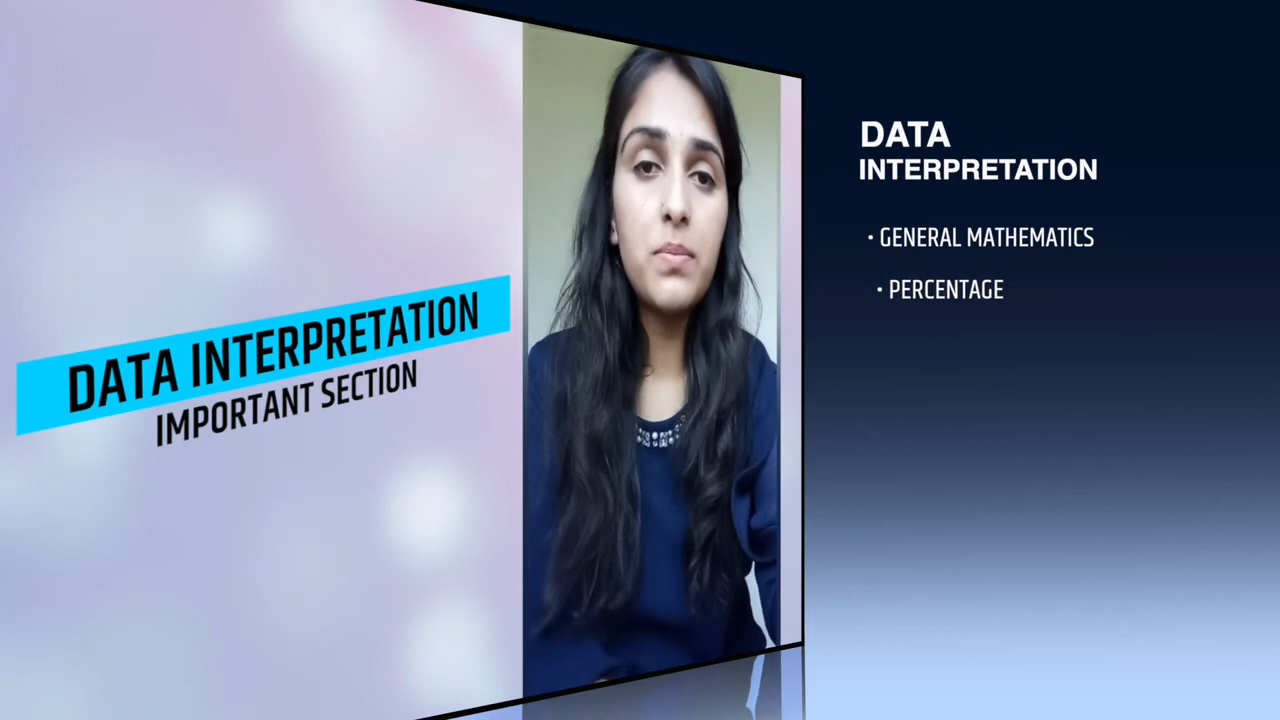 DATA INTERPRETATION
IMPORTANT SECTION
DATA
INTERPRETATION
• GENERAL MATHEMATICS
• PERCENTAGE